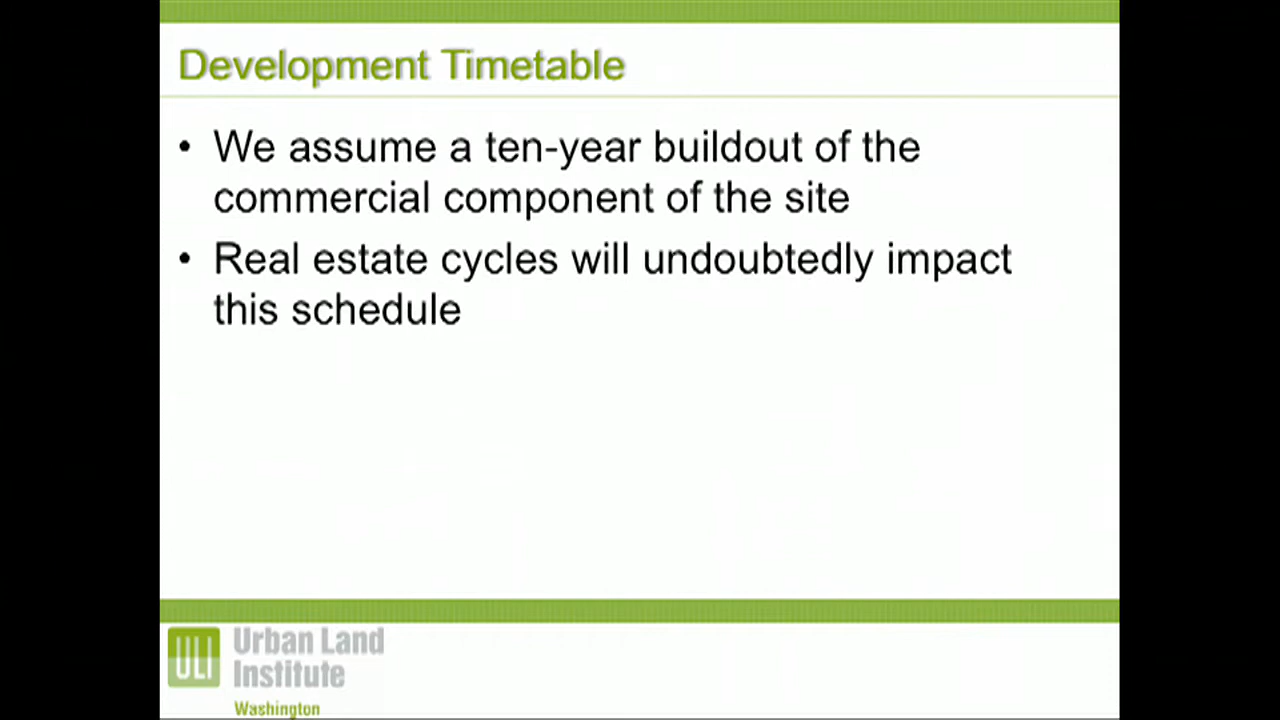 Development Timetable
• We assume a ten-year buildout of the
commercial component of the site
• Real estate cycles will undoubtedly impact
this schedule
ULI Urban Land
Institute
Washington